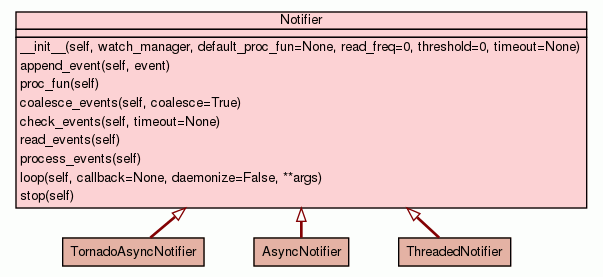 Notifier
__init__(self, watch_manager, default_proc_fun=None, read_freq=0, threshold=0, timeout=None)
append_event(self, event)
proc_fun(self)
coalesce_events(self, coalesce=True)
check_events(self, timeout=None)
read_events(self)
process_events(self)
loop(self, callback=None, daemonize=False, **args)
stop(self)
TornadoAsyncNotifier AsyncNotifier ThreadedNotifier